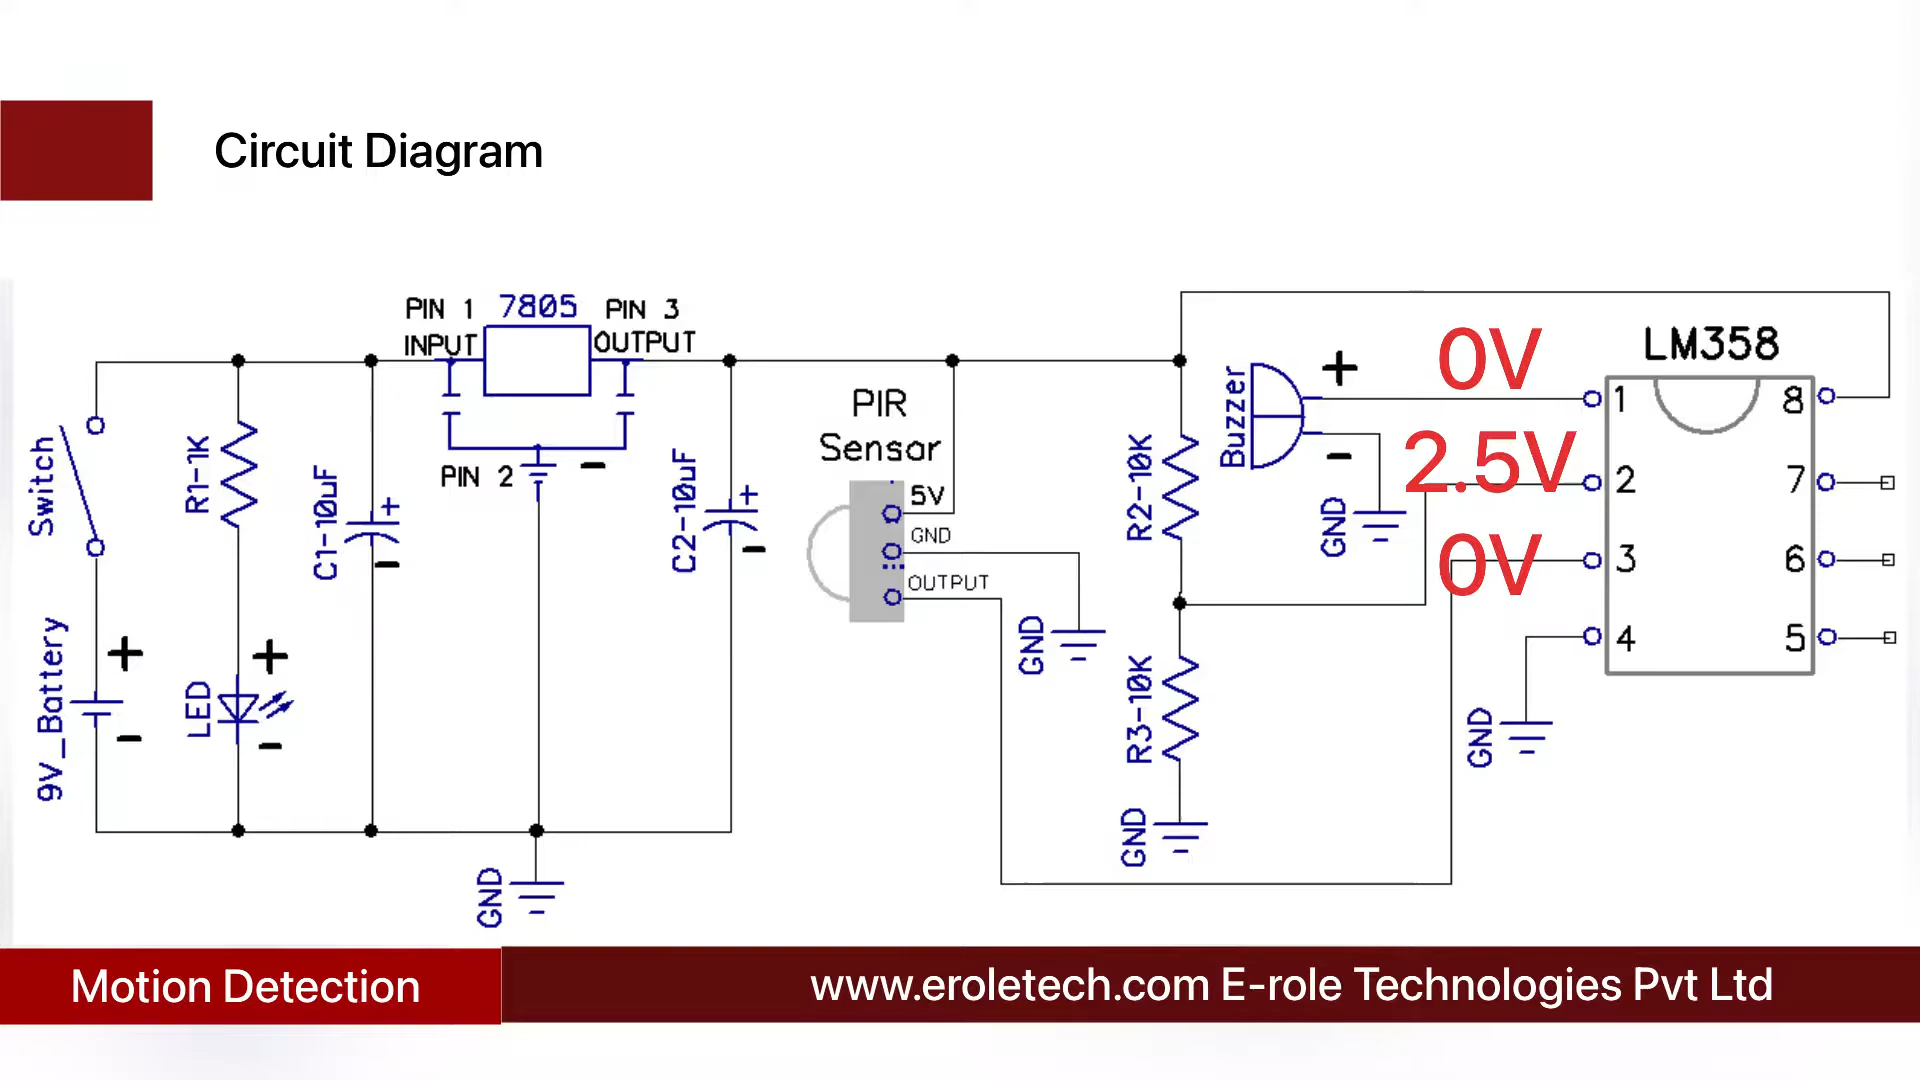 Circuit Diagram
PIN 1 7805 PIN 3
INPUT OUTPUT
PIN 2 -
Switch
9V_Battery
+
-
R1-1K
LED
+
-
C1-10uF
+
-
GND
C2-10uF
+
-
PIR
Sensor
5V
GND
OUTPUT
GND
R2-10K
R3-10K
GND
Buzzer
+
-
GND
0V
2.5V
0V
GND
LM358
1 8
2 7
3 6
4 5
Motion Detection
www.eroletech.com E-role Technologies Pvt Ltd